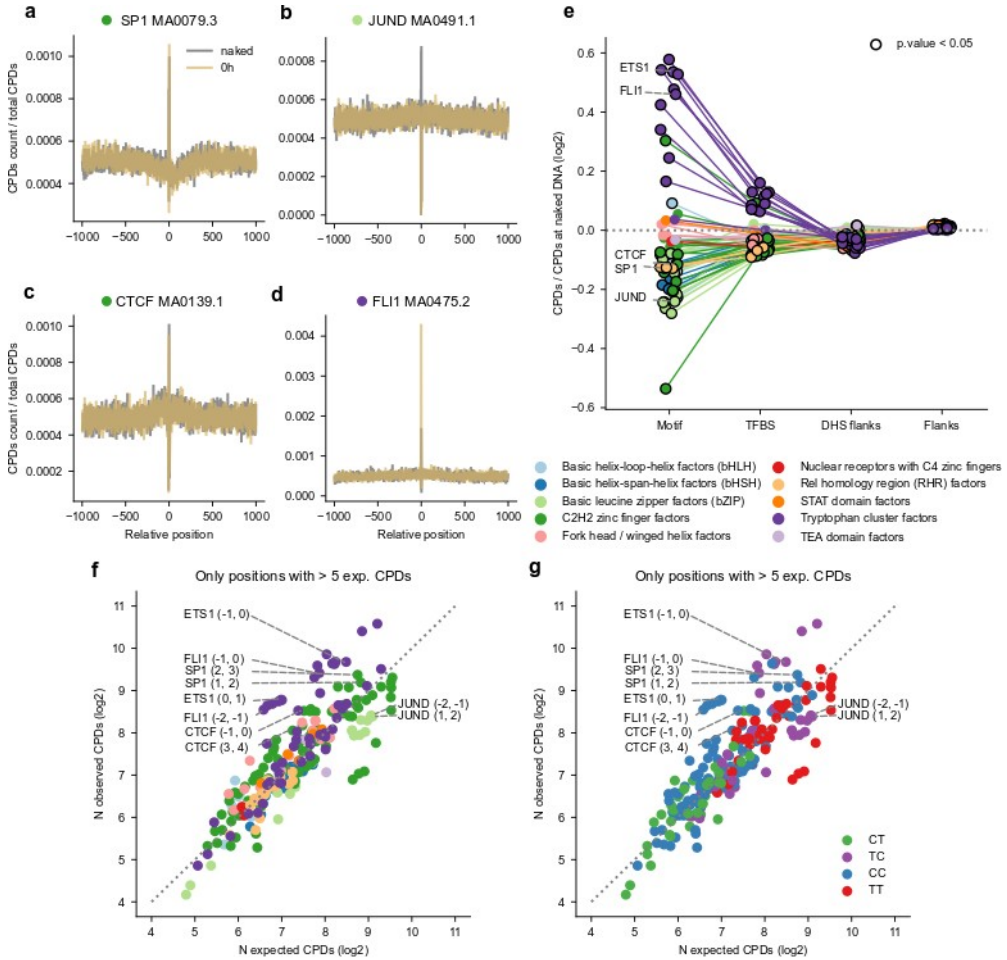 a
SP1 MA0079.3
CPDs count / total CPDs
0.0010
0.0008
0.0006
0.0004
naked
0h
−1000
−500
0
500
1000
b
JUND MA0491.1
0.0008
0.0006
0.0004
0.0002
0.0000
−1000
−500
0
500
1000
c
CTCF MA0139.1
CPDs count / total CPDs
0.0010
0.0008
0.0006
0.0004
0.0002
−1000
−500
0
500
1000
Relative position
d
FLI1 MA0475.2
0.004
0.003
0.002
0.001
0.000
−1000
−500
0
500
1000
Relative position
e
CPDs / CPDs at naked DNA (log2)
0.6
0.4
0.2
0.0
−0.2
−0.4
−0.6
p.value < 0.05
ETS1
FLI1
CTCF
SP1
JUND
Motif
TFBS
DHS flanks
Flanks
Basic helix-loop-helix factors (bHLH)
Basic helix-span-helix factors (bHSH)
Basic leucine zipper factors (bZIP)
C2H2 zinc finger factors
Fork head / winged helix factors
Nuclear receptors with C4 zinc fingers
Rel homology region (RHR) factors
STAT domain factors
Tryptophan cluster factors
TEA domain factors
f
Only positions with > 5 exp. CPDs
N observed CPDs (log2)
11
10
9
8
7
6
5
4
ETS1 (-1, 0)
FLI1 (-1, 0)
SP1 (2, 3)
SP1 (1, 2)
ETS1 (0, 1)
FLI1 (-2, -1)
CTCF (-1, 0)
CTCF (3, 4)
JUND (-2, -1)
JUND (1, 2)
4
5
6
7
8
9
10
11
N expected CPDs (log2)
g
Only positions with > 5 exp. CPDs
N observed CPDs (log2)
11
10
9
8
7
6
5
4
ETS1 (-1, 0)
FLI1 (-1, 0)
SP1 (2, 3)
SP1 (1, 2)
ETS1 (0, 1)
FLI1 (-2, -1)
CTCF (-1, 0)
CTCF (3, 4)
JUND (-2, -1)
JUND (1, 2)
CT
TC
CC
TT
4
5
6
7
8
9
10
11
N expected CPDs (log2)